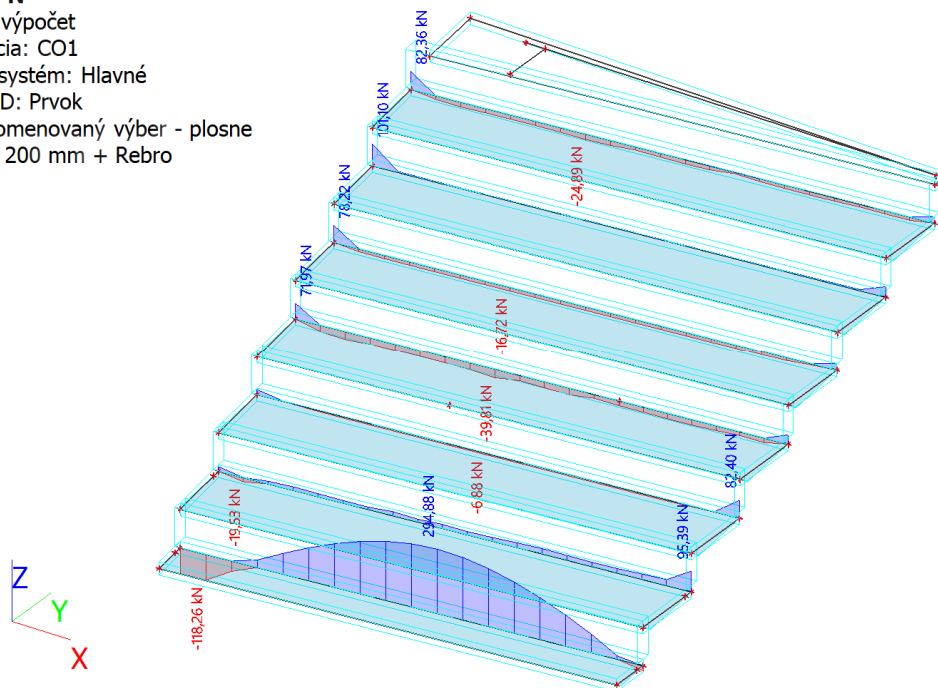 N
výpočet
cia: CO1
systém: Hlavné
D: Prvok
omenovaný výber - plosne
200 mm + Rebro
82,36 kN
101,10 kN
-24,89 kN
78,22 kN
71,97 kN
-16,72 kN
-39,81 kN
82,40 kN
-6,88 kN
294,88 kN
-19,53 kN
95,39 kN
-118,26 kN
Z
Y
X